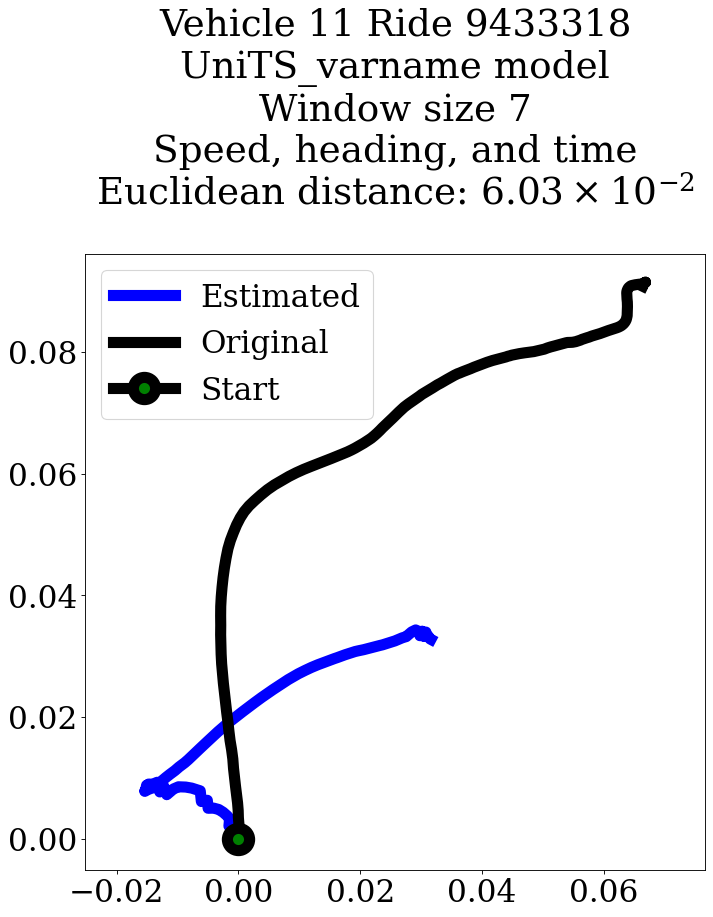 Vehicle 11 Ride 9433318
UniTS_varname model
Window size 7
Speed, heading, and time
Euclidean distance: 6.03 × 10⁻²
Estimated
Original
Start
0.08
0.06
0.04
0.02
0.00
−0.02 0.00 0.02 0.04 0.06